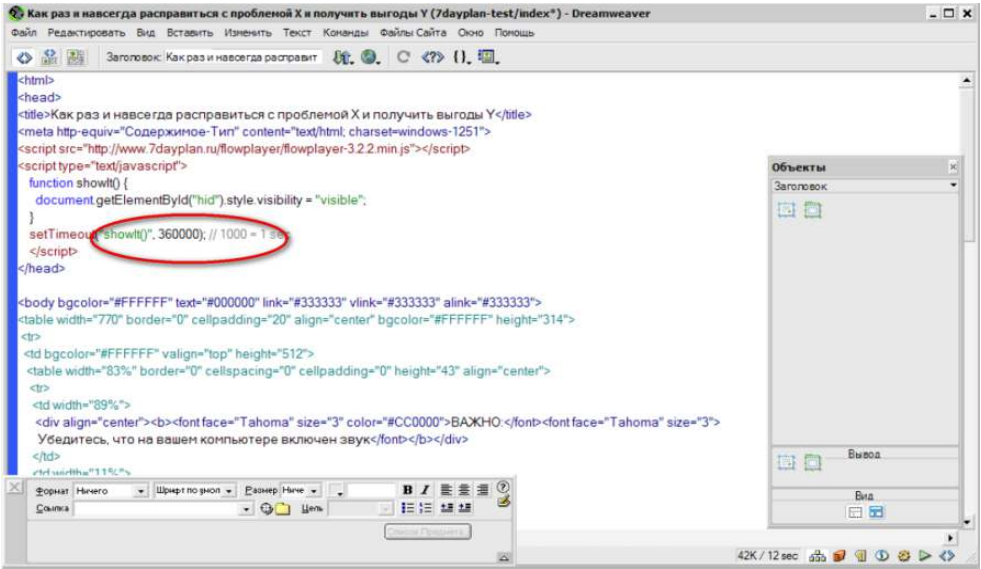 Как раз и навсегда расправиться с проблемой X и получить выгоды Y (7dayplan-test/index*) - Dreamweaver
Файл Редактировать Вид Вставить Изменить Текст Команды Файлы Сайта Окно Помощь
Заголовок: Как раз и навсегда расправит
<html>
<head>
<title>Как раз и навсегда расправиться с проблемой X и получить выгоды Y</title>
<meta http-equiv="Содержимое-Тип" content="text/html; charset=windows-1251">
<script src="http://www.7dayplan.ru/flowplayer/flowplayer-3.2.2.min.js"></script>
<script type="text/javascript">
function showIt() {
document.getElementById("hid").style.visibility = "visible";
}
setTimeout("showIt()", 360000); // 1000 = 1 sec
</script>
</head>
<body bgcolor="#FFFFFF" text="#000000" link="#333333" vlink="#333333" alink="#333333">
<table width="770" border="0" cellpadding="20" align="center" bgcolor="#FFFFFF" height="314">
<tr>
<td bgcolor="#FFFFFF" valign="top" height="512">
<table width="83%" border="0" cellspacing="0" cellpadding="0" height="43" align="center">
<tr>
<td width="89%">
<div align="center"><b><font face="Tahoma" size="3" color="#CC0000">ВАЖНО:</font><font face="Tahoma" size="3">
Убедитесь, что на вашем компьютере включен звук</font></b></div>
</td>
<td width="11%">
Объекты
Заголовок
Вывод
Вид
Формат Ничего Шрифт по умол Размер Ниче B I
Ссылка Цель
Список Предмета...
42K / 12 sec